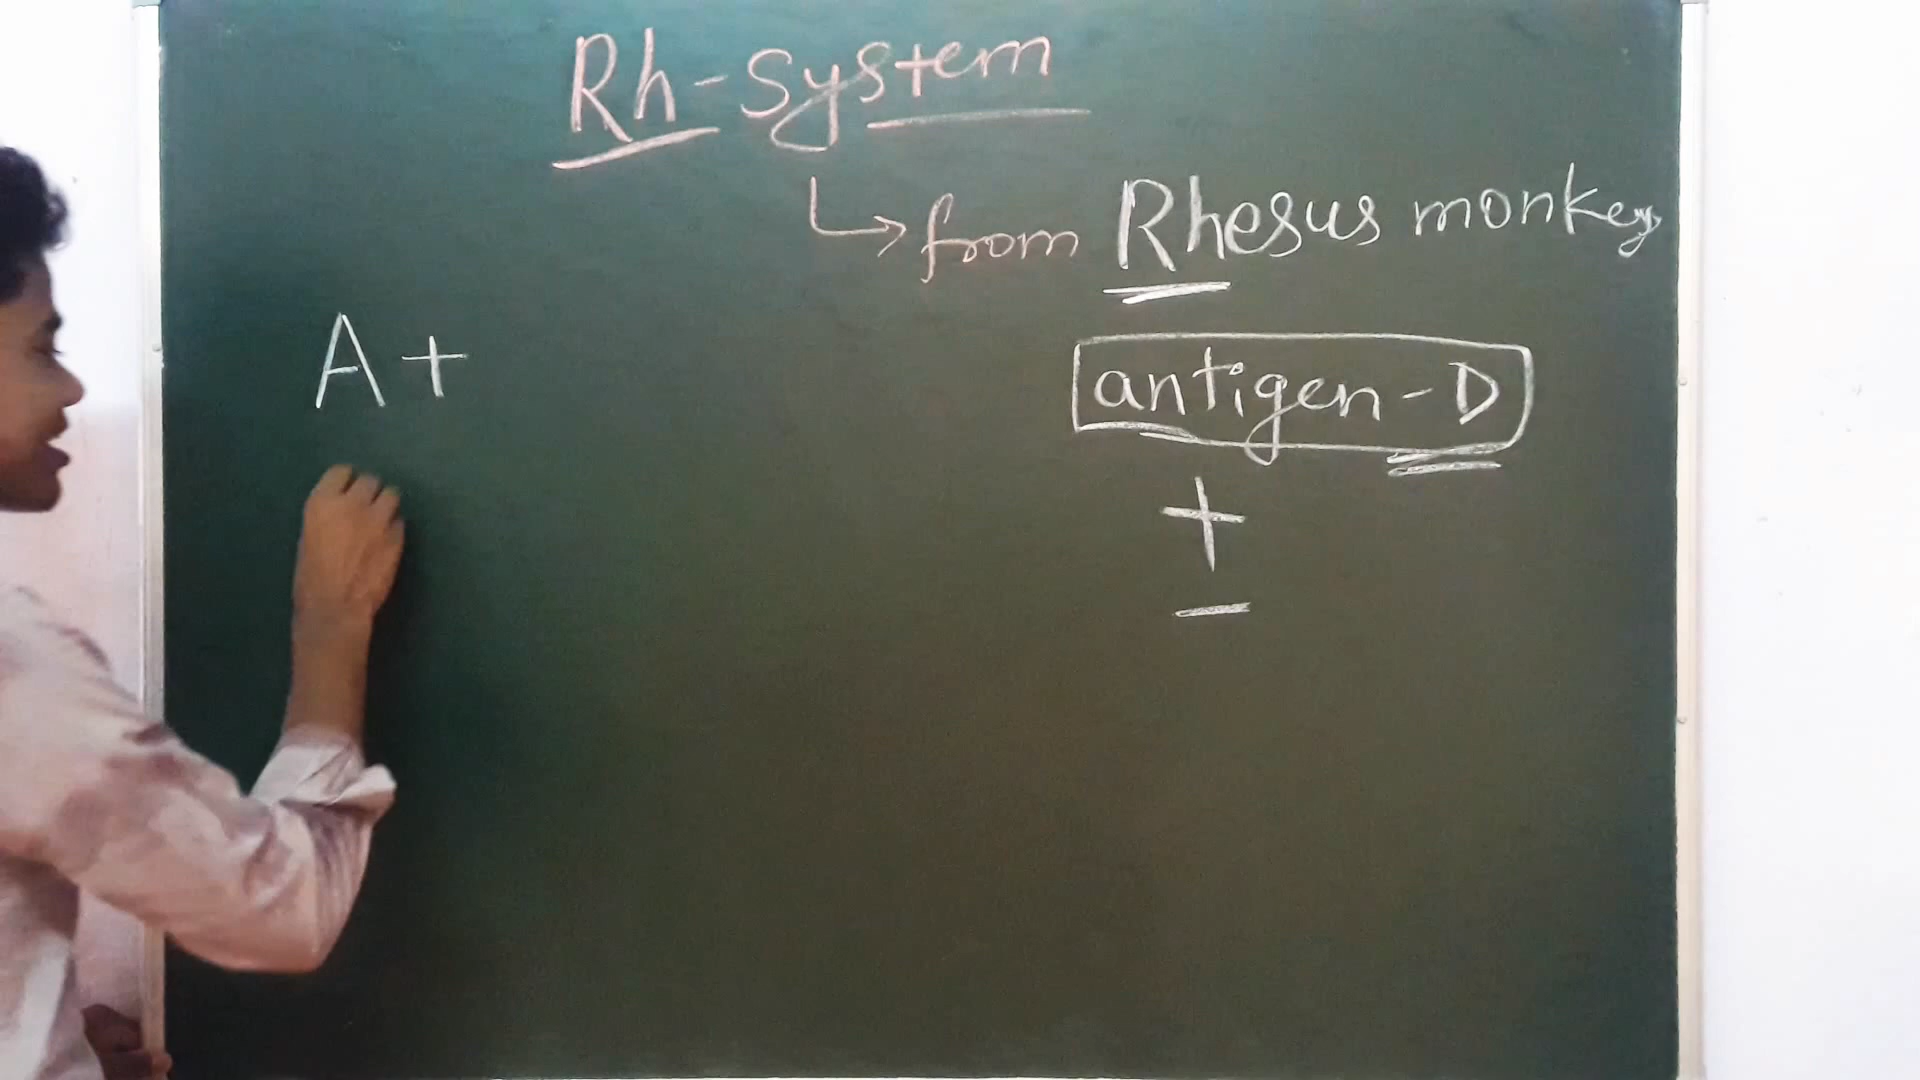 Rh-System
from Rhesus monkey
A+
antigen-D
+
-